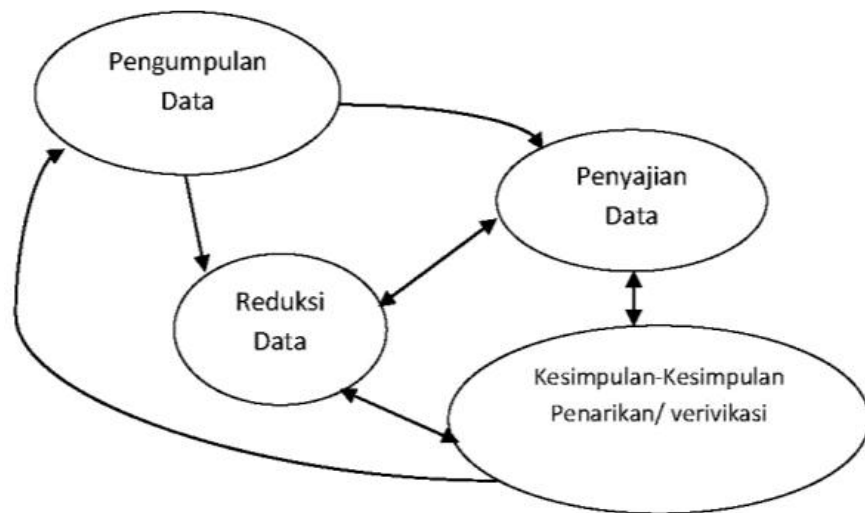 Pengumpulan
Data
Penyajian
Data
Reduksi
Data
Kesimpulan-Kesimpulan
Penarikan/ verivikasi